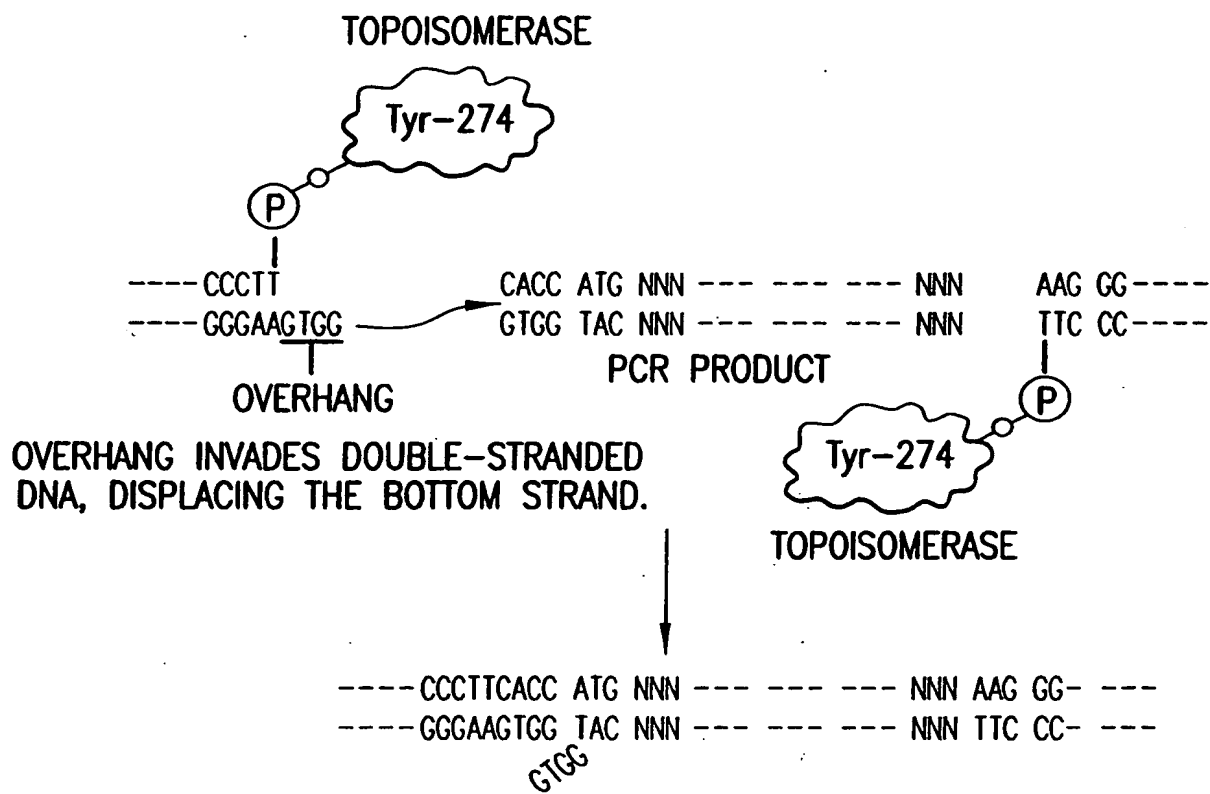 TOPOISOMERASE
Tyr-274
P
----CCCTT CACC ATG NNN --- --- --- --- NNN AAG GG----
----GGGAAGTGG GTGG TAC NNN --- --- --- --- NNN TTC CC----
OVERHANG
PCR PRODUCT
P
Tyr-274
OVERHANG INVADES DOUBLE-STRANDED
DNA, DISPLACING THE BOTTOM STRAND.
TOPOISOMERASE
----CCCTTCACC ATG NNN --- --- --- --- NNN AAG GG- ---
----GGGAAGTGG TAC NNN --- --- --- --- NNN TTC CC- ---
GTGG